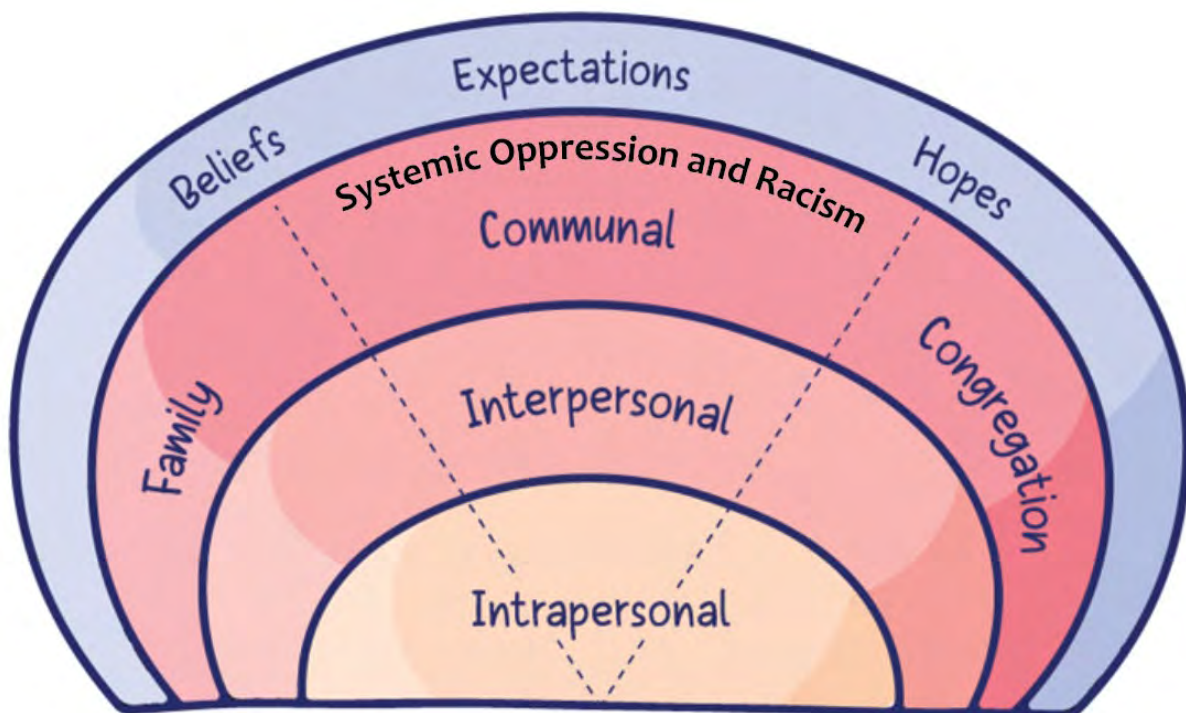 Expectations
Beliefs
Hopes
Systemic Oppression and Racism
Communal
Family
Congregation
Interpersonal
Intrapersonal